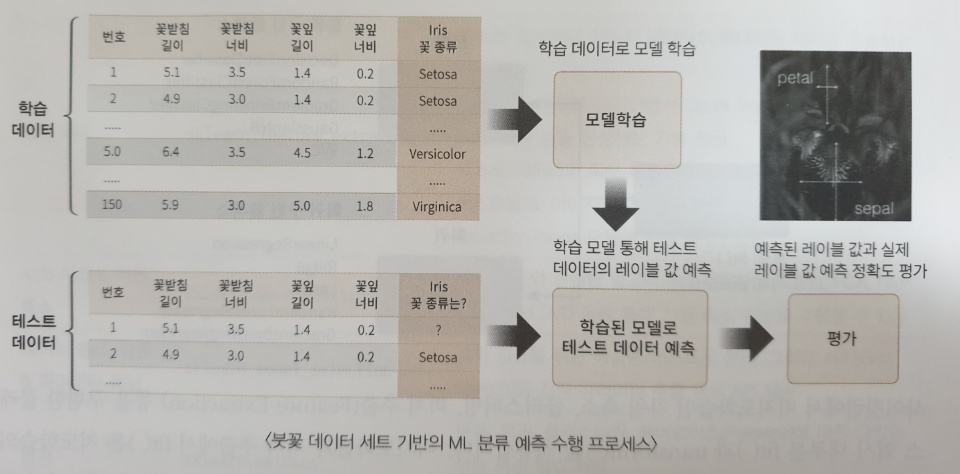 학습
데이터
번호 꽃받침 길이 꽃받침 너비 꽃잎 길이 꽃잎 너비 Iris 꽃 종류
1 5.1 3.5 1.4 0.2 Setosa
2 4.9 3.0 1.4 0.2 Setosa
..... .....
5.0 6.4 3.5 4.5 1.2 Versicolor
..... .....
150 5.9 3.0 5.0 1.8 Virginica
학습 데이터로 모델 학습
모델학습
petal
sepal
학습 모델 통해 테스트
데이터의 레이블 값 예측
예측된 레이블 값과 실제
레이블 값 예측 정확도 평가
테스트
데이터
번호 꽃받침 길이 꽃받침 너비 꽃잎 길이 꽃잎 너비 Iris 꽃 종류는?
1 5.1 3.5 1.4 0.2 ?
2 4.9 3.0 1.4 0.2 Setosa
..... .....
학습된 모델로
테스트 데이터 예측
평가
〈붓꽃 데이터 세트 기반의 ML 분류 예측 수행 프로세스〉